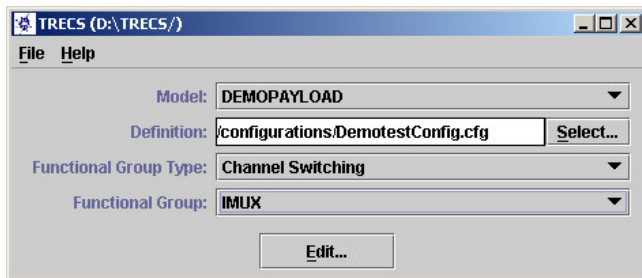 TRECS (D:\TRECS/)
File Help
Model: DEMOPAYLOAD
Definition: /configurations/DemotestConfig.cfg Select...
Functional Group Type: Channel Switching
Functional Group: IMUX
Edit...